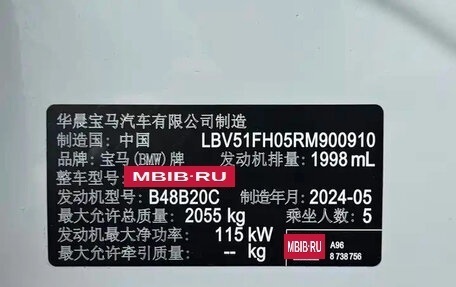 华晨宝马汽车有限公司制造
制造国: 中国 LBV51FH05RM900910
品牌: 宝马(BMW)牌 发动机排量: 1998 mL
整车型号: MBIB·RU
发动机型号: B48B20C 制造年月: 2024-05
最大允许总质量: 2055 kg 乘坐人数: 5
发动机最大净功率: 115 kW MBIB·RU A96
最大允许牵引质量: -- kg 8 738 756